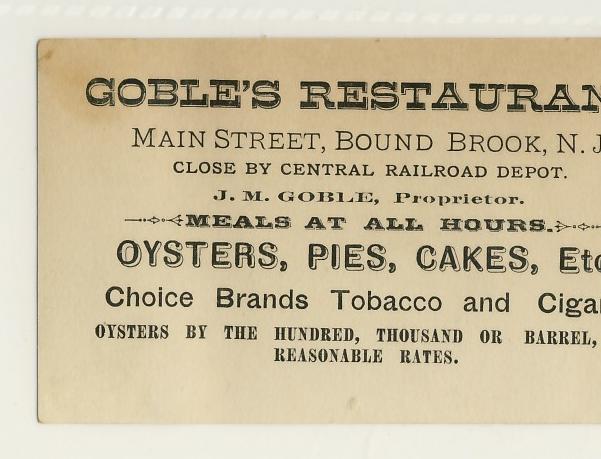 GOBLE'S RESTAURAN
MAIN STREET, BOUND BROOK, N. J
CLOSE BY CENTRAL RAILROAD DEPOT.
J. M. GOBLE, Proprietor.
MEALS AT ALL HOURS.
OYSTERS, PIES, CAKES, Etc
Choice Brands Tobacco and Cigar
OYSTERS BY THE HUNDRED, THOUSAND OR BARREL,
REASONABLE RATES.